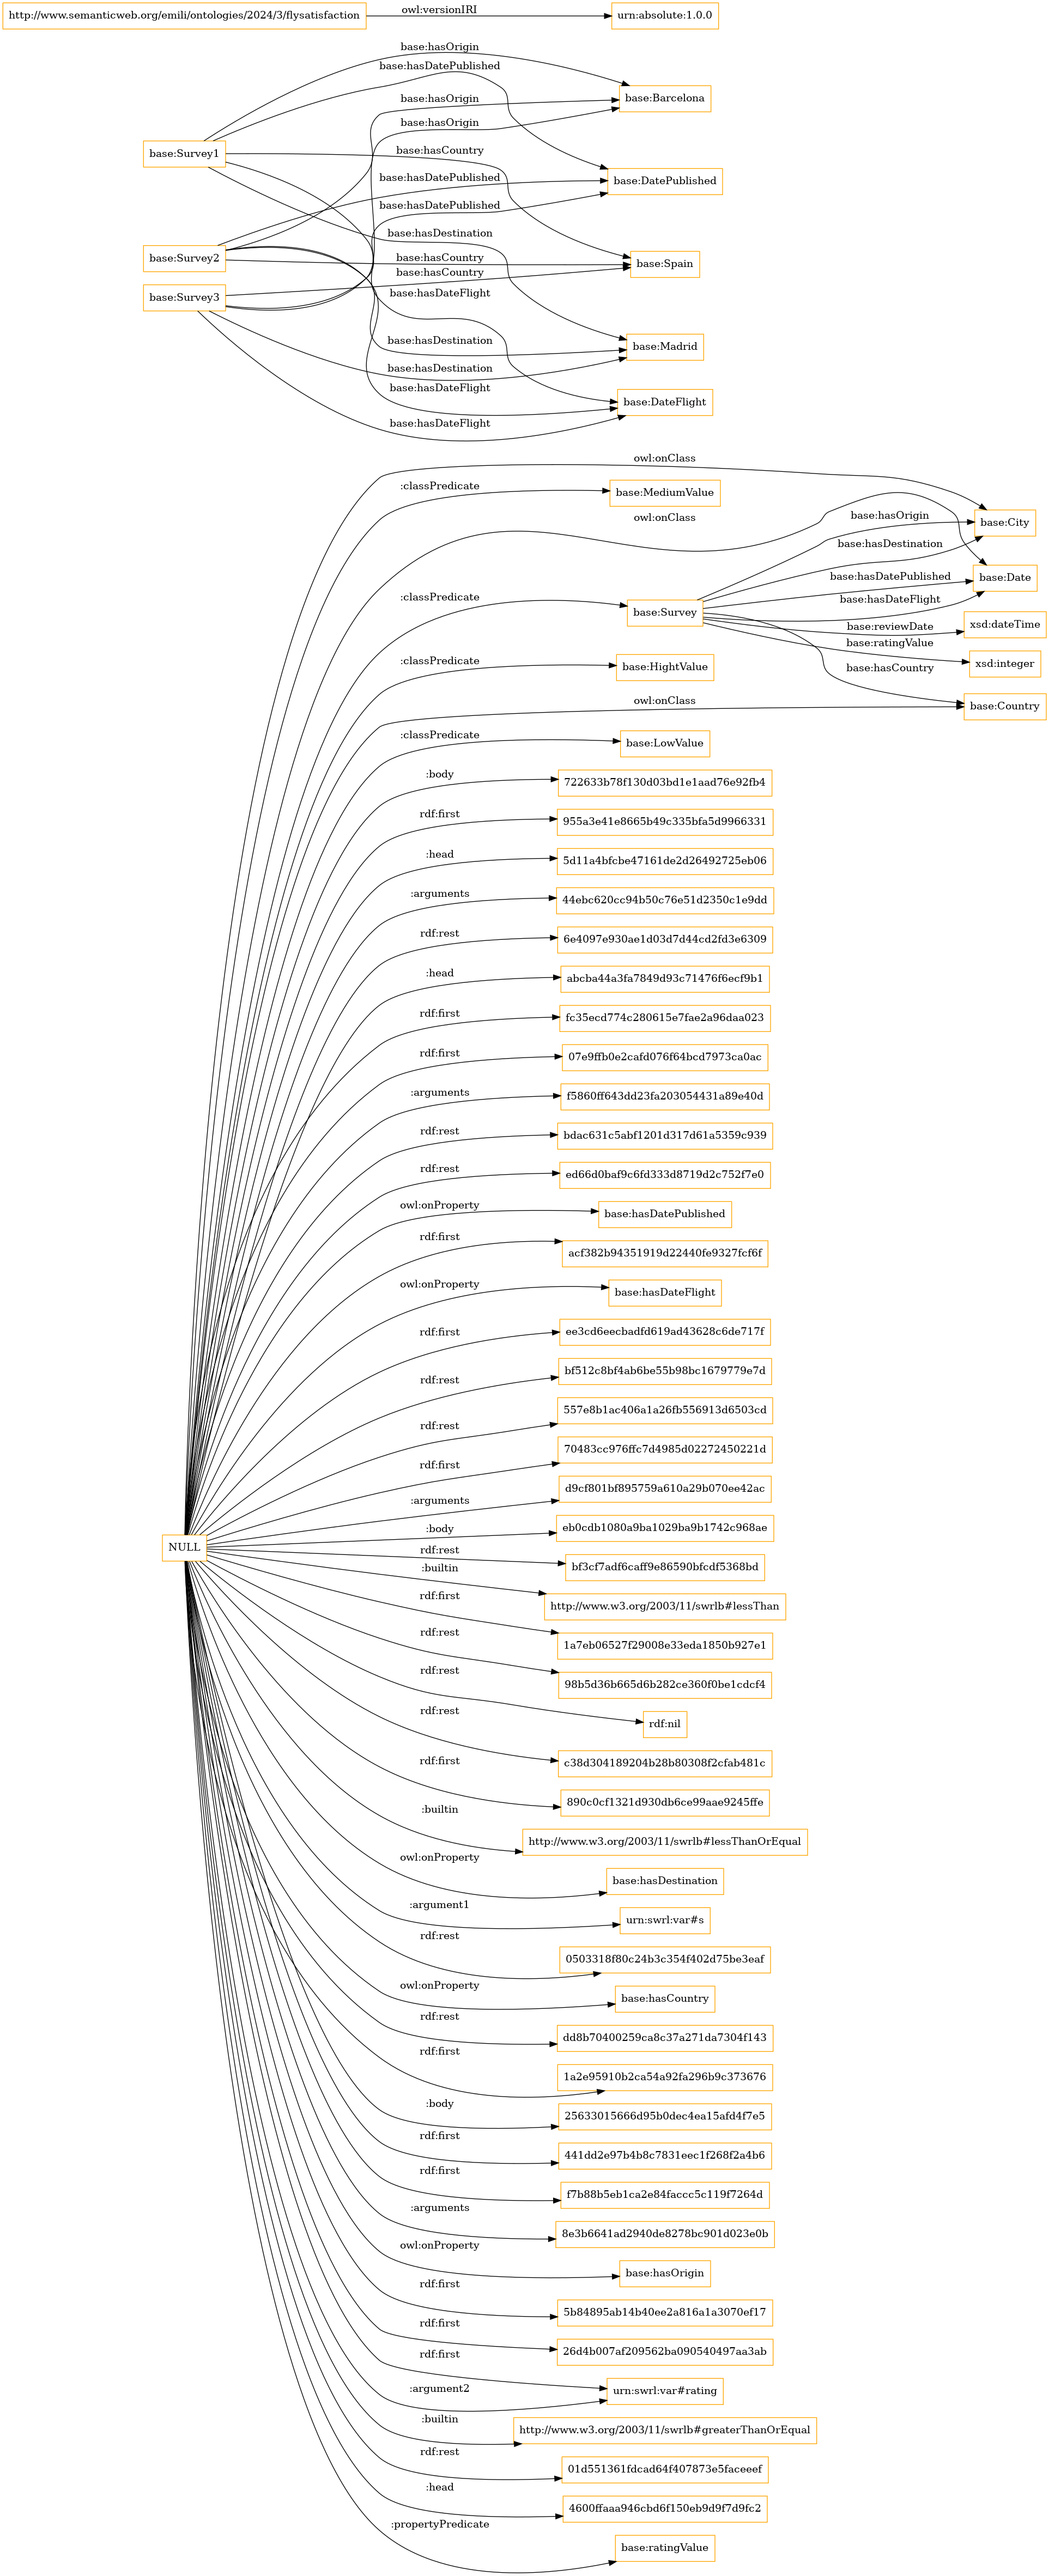 http://www.semanticweb.org/emili/ontologies/2024/3/flysatisfaction
owl:versionIRI
urn:absolute:1.0.0
base:hasOrigin
base:hasDatePublished
base:Barcelona
base:hasOrigin
base:hasOrigin
base:Survey1
base:hasCountry
base:hasDatePublished
base:DatePublished
base:hasDatePublished
base:hasDestination
base:Survey2
base:hasCountry
base:Spain
base:hasCountry
base:Survey3
base:hasDateFlight
base:hasDestination
base:Madrid
base:hasDestination
base:hasDateFlight
base:DateFlight
base:hasDateFlight
owl:onClass
:classPredicate
base:MediumValue
owl:onClass
base:hasOrigin
base:City
base:hasDestination
base:hasDatePublished
base:Date
:classPredicate
base:hasDateFlight
base:Survey
base:reviewDate
xsd:dateTime
base:ratingValue
:classPredicate
base:HightValue
xsd:integer
base:hasCountry
owl:onClass
base:Country
:classPredicate
base:LowValue
:body
722633b78f130d03bd1e1aad76e92fb4
rdf:first
955a3e41e8665b49c335bfa5d9966331
:head
5d11a4bfcbe47161de2d26492725eb06
:arguments
44ebc620cc94b50c76e51d2350c1e9dd
rdf:rest
6e4097e930ae1d03d7d44cd2fd3e6309
:head
abcba44a3fa7849d93c71476f6ecf9b1
rdf:first
fc35ecd774c280615e7fae2a96daa023
rdf:first
07e9ffb0e2cafd076f64bcd7973ca0ac
:arguments
f5860ff643dd23fa203054431a89e40d
rdf:rest
bdac631c5abf1201d317d61a5359c939
rdf:rest
ed66d0baf9c6fd333d8719d2c752f7e0
owl:onProperty
base:hasDatePublished
rdf:first
acf382b94351919d22440fe9327fcf6f
owl:onProperty
base:hasDateFlight
rdf:first
ee3cd6eecbadfd619ad43628c6de717f
rdf:rest
bf512c8bf4ab6be55b98bc1679779e7d
rdf:rest
557e8b1ac406a1a26fb556913d6503cd
rdf:first
70483cc976ffc7d4985d02272450221d
:arguments
d9cf801bf895759a610a29b070ee42ac
:body
eb0cdb1080a9ba1029ba9b1742c968ae
NULL
rdf:rest
bf3cf7adf6caff9e86590bfcdf5368bd
:builtin
http://www.w3.org/2003/11/swrlb#lessThan
rdf:first
1a7eb06527f29008e33eda1850b927e1
rdf:rest
98b5d36b665d6b282ce360f0be1cdcf4
rdf:rest
rdf:nil
rdf:rest
c38d304189204b28b80308f2cfab481c
rdf:first
890c0cf1321d930db6ce99aae9245ffe
:builtin
http://www.w3.org/2003/11/swrlb#lessThanOrEqual
owl:onProperty
base:hasDestination
:argument1
urn:swrl:var#s
rdf:rest
0503318f80c24b3c354f402d75be3eaf
owl:onProperty
base:hasCountry
rdf:rest
dd8b70400259ca8c37a271da7304f143
rdf:first
1a2e95910b2ca54a92fa296b9c373676
:body
25633015666d95b0dec4ea15afd4f7e5
rdf:first
441dd2e97b4b8c7831eec1f268f2a4b6
rdf:first
f7b88b5eb1ca2e84faccc5c119f7264d
:arguments
8e3b6641ad2940de8278bc901d023e0b
owl:onProperty
base:hasOrigin
rdf:first
5b84895ab14b40ee2a816a1a3070ef17
rdf:first
26d4b007af209562ba090540497aa3ab
rdf:first
:argument2
urn:swrl:var#rating
:builtin
http://www.w3.org/2003/11/swrlb#greaterThanOrEqual
rdf:rest
01d551361fdcad64f407873e5faceeef
:head
4600ffaaa946cbd6f150eb9d9f7d9fc2
:propertyPredicate
base:ratingValue